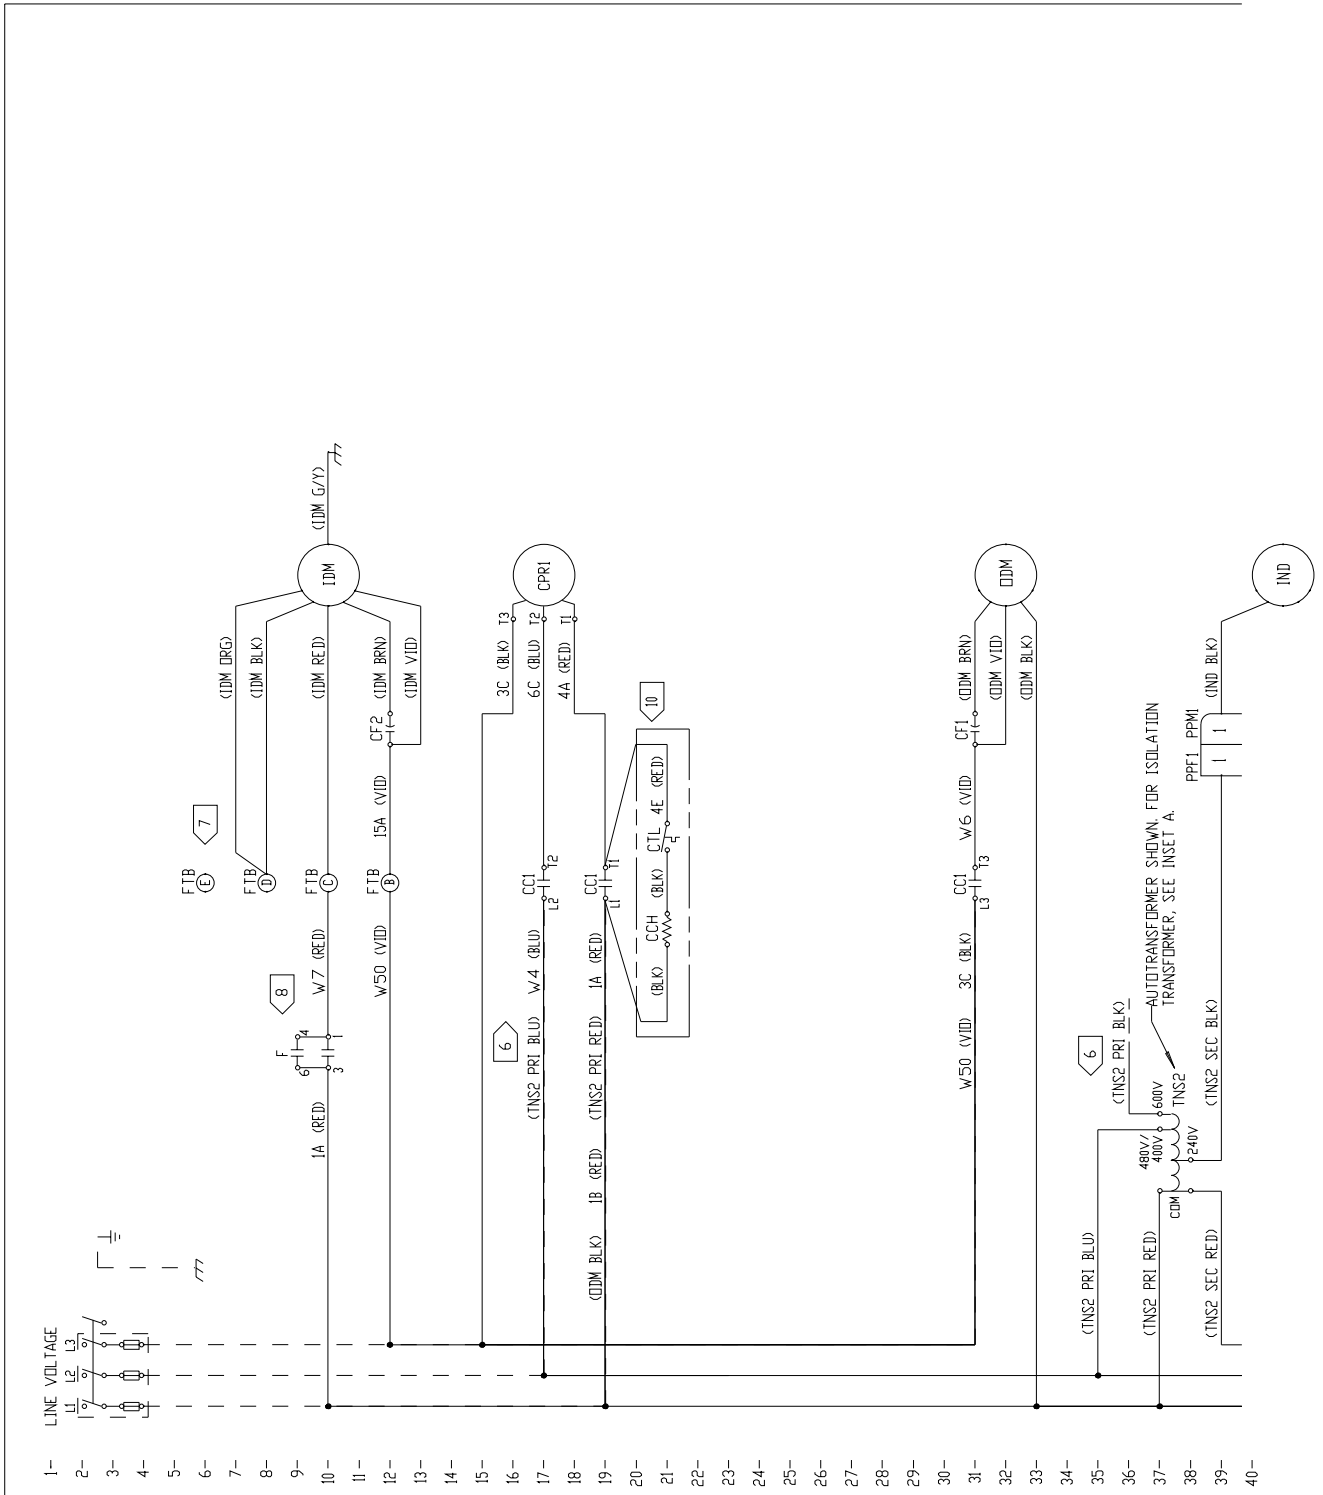 LINE VOLTAGE
L1 L2 L3
1
2
3
4
5
6
7
8
9
10
11
12
13
14
15
16
17
18
19
20
21
22
23
24
25
26
27
28
29
30
31
32
33
34
35
36
37
38
39
40
FTB E
7
(IDM ORG)
FTB D
(IDM BLK)
8
F
6 4
3 1
1A (RED)
W7 (RED)
FTB C
(IDM RED)
IDM
(IDM G/Y)
W50 (VIO)
FTB B
15A (VIO)
CF2
(IDM BRN)
(IDM VIO)
3C (BLK)
T3
6
(TNS2 PRI BLU)
W4 (BLU)
CC1
L2 T2
6C (BLU)
T2
CPR1
4A (RED)
T1
(ODM BLK)
1B (RED)
(TNS2 PRI RED)
1A (RED)
CC1
L1 T1
10
(BLK)
CCH
(BLK)
CTL
4E (RED)
W50 (VIO)
3C (BLK)
CC1
L3 T3
W6 (VIO)
CF1
(ODM BRN)
(ODM VIO)
(ODM BLK)
ODM
(TNS2 PRI BLU)
6
(TNS2 PRI BLK)
(TNS2 PRI RED)
COM
480V/
400V
600V
240V
TNS2
AUTOTRANSFORMER SHOWN. FOR ISOLATION
TRANSFORMER, SEE INSET A.
(TNS2 SEC RED)
(TNS2 SEC BLK)
PPF1 PPM1
1 1
(IND BLK)
IND